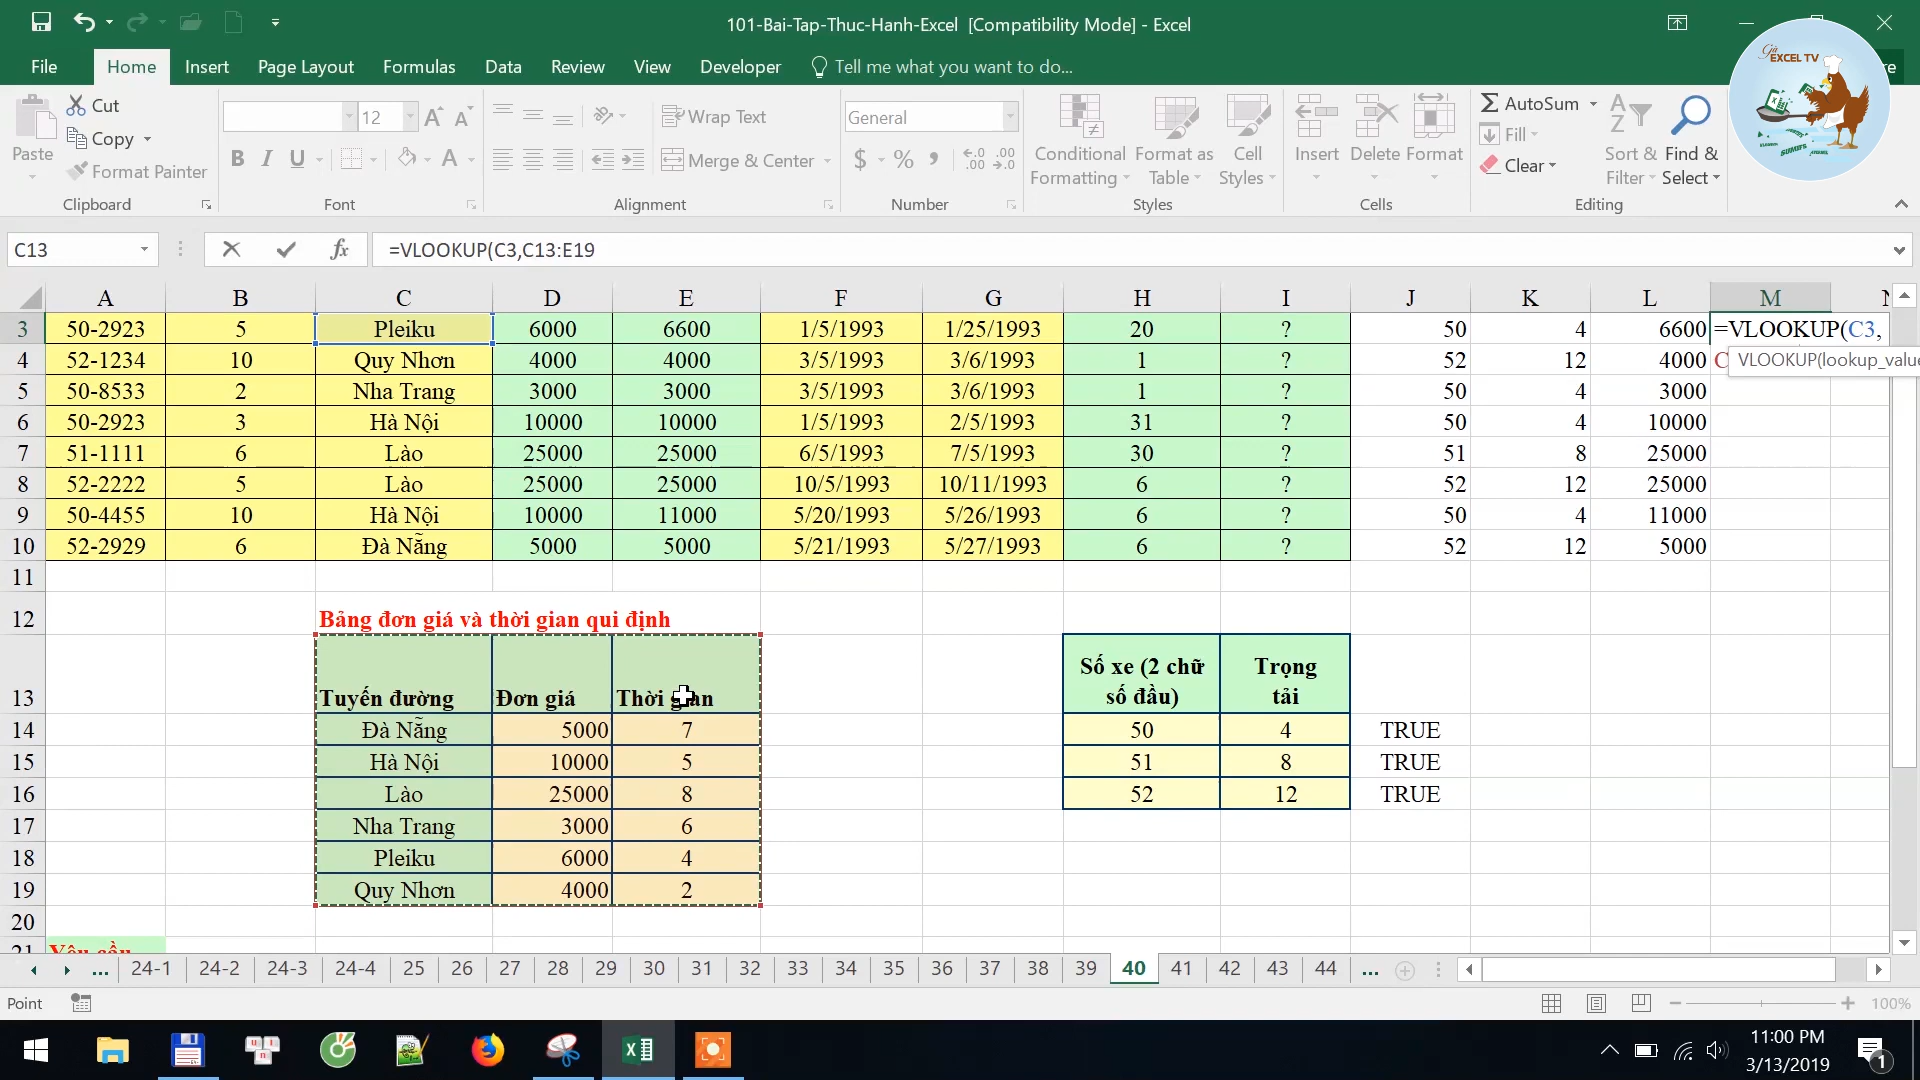 101-Bai-Tap-Thuc-Hanh-Excel [Compatibility Mode] - Excel
File Home Insert Page Layout Formulas Data Review View Developer Tell me what you want to do...
Gà EXCEL TV
Cut
Copy
Format Painter
Paste
Clipboard
12
Font
Wrap Text
Merge & Center
Alignment
General
Number
Conditional Formatting
Format as Table
Cell Styles
Styles
Insert Delete Format
Cells
AutoSum
Fill
Clear
Sort & Filter
Find & Select
Editing
C13 =VLOOKUP(C3,C13:E19
A B C D E F G H I J K L M
3 50-2923 5 Pleiku 6000 6600 1/5/1993 1/25/1993 20 ? 50 4 6600 =VLOOKUP(C3,
4 52-1234 10 Quy Nhơn 4000 4000 3/5/1993 3/6/1993 1 ? 52 12 4000 C VLOOKUP(lookup_value
5 50-8533 2 Nha Trang 3000 3000 3/5/1993 3/6/1993 1 ? 50 4 3000
6 50-2923 3 Hà Nội 10000 10000 1/5/1993 2/5/1993 31 ? 50 4 10000
7 51-1111 6 Lào 25000 25000 6/5/1993 7/5/1993 30 ? 51 8 25000
8 52-2222 5 Lào 25000 25000 10/5/1993 10/11/1993 6 ? 52 12 25000
9 50-4455 10 Hà Nội 10000 11000 5/20/1993 5/26/1993 6 ? 50 4 11000
10 52-2929 6 Đà Nẵng 5000 5000 5/21/1993 5/27/1993 6 ? 52 12 5000
11
12 Bảng đơn giá và thời gian qui định
13 Tuyến đường Đơn giá Thời gian Số xe (2 chữ số đầu) Trọng tải
14 Đà Nẵng 5000 7 50 4 TRUE
15 Hà Nội 10000 5 51 8 TRUE
16 Lào 25000 8 52 12 TRUE
17 Nha Trang 3000 6
18 Pleiku 6000 4
19 Quy Nhơn 4000 2
20
21 Yêu cầu
... 24-1 24-2 24-3 24-4 25 26 27 28 29 30 31 32 33 34 35 36 37 38 39 40 41 42 43 44 ...
Point
100%
11:00 PM
3/13/2019
1